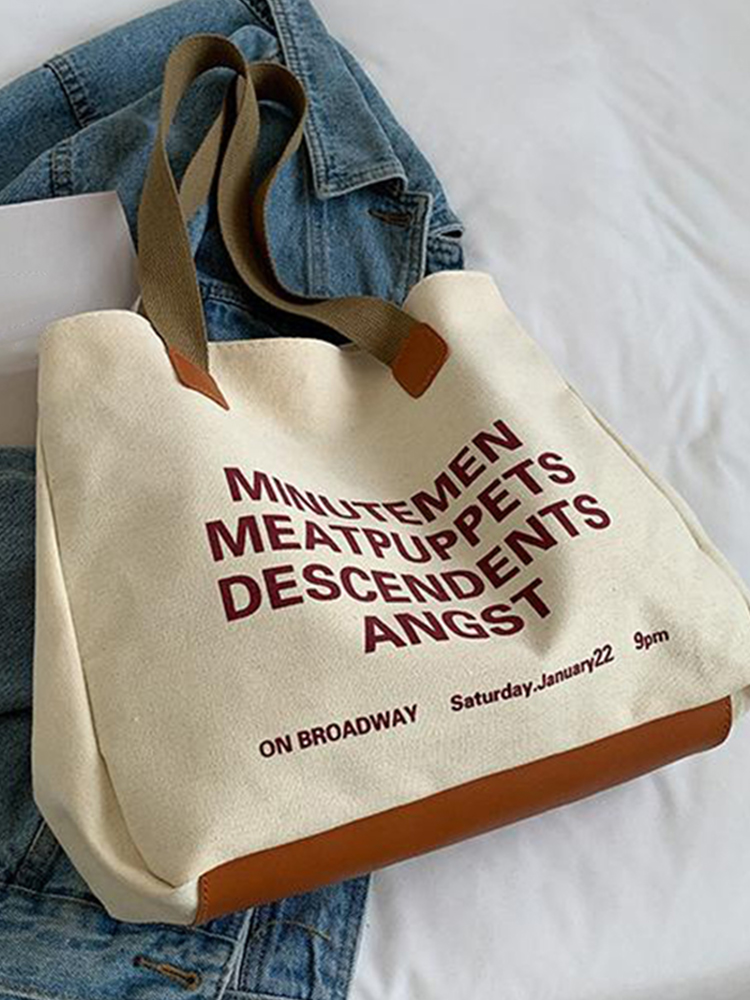 MINUTEMEN
MEATPUPPETS
DESCENDENTS
ANGST
ON BROADWAY Saturday.January22 9pm